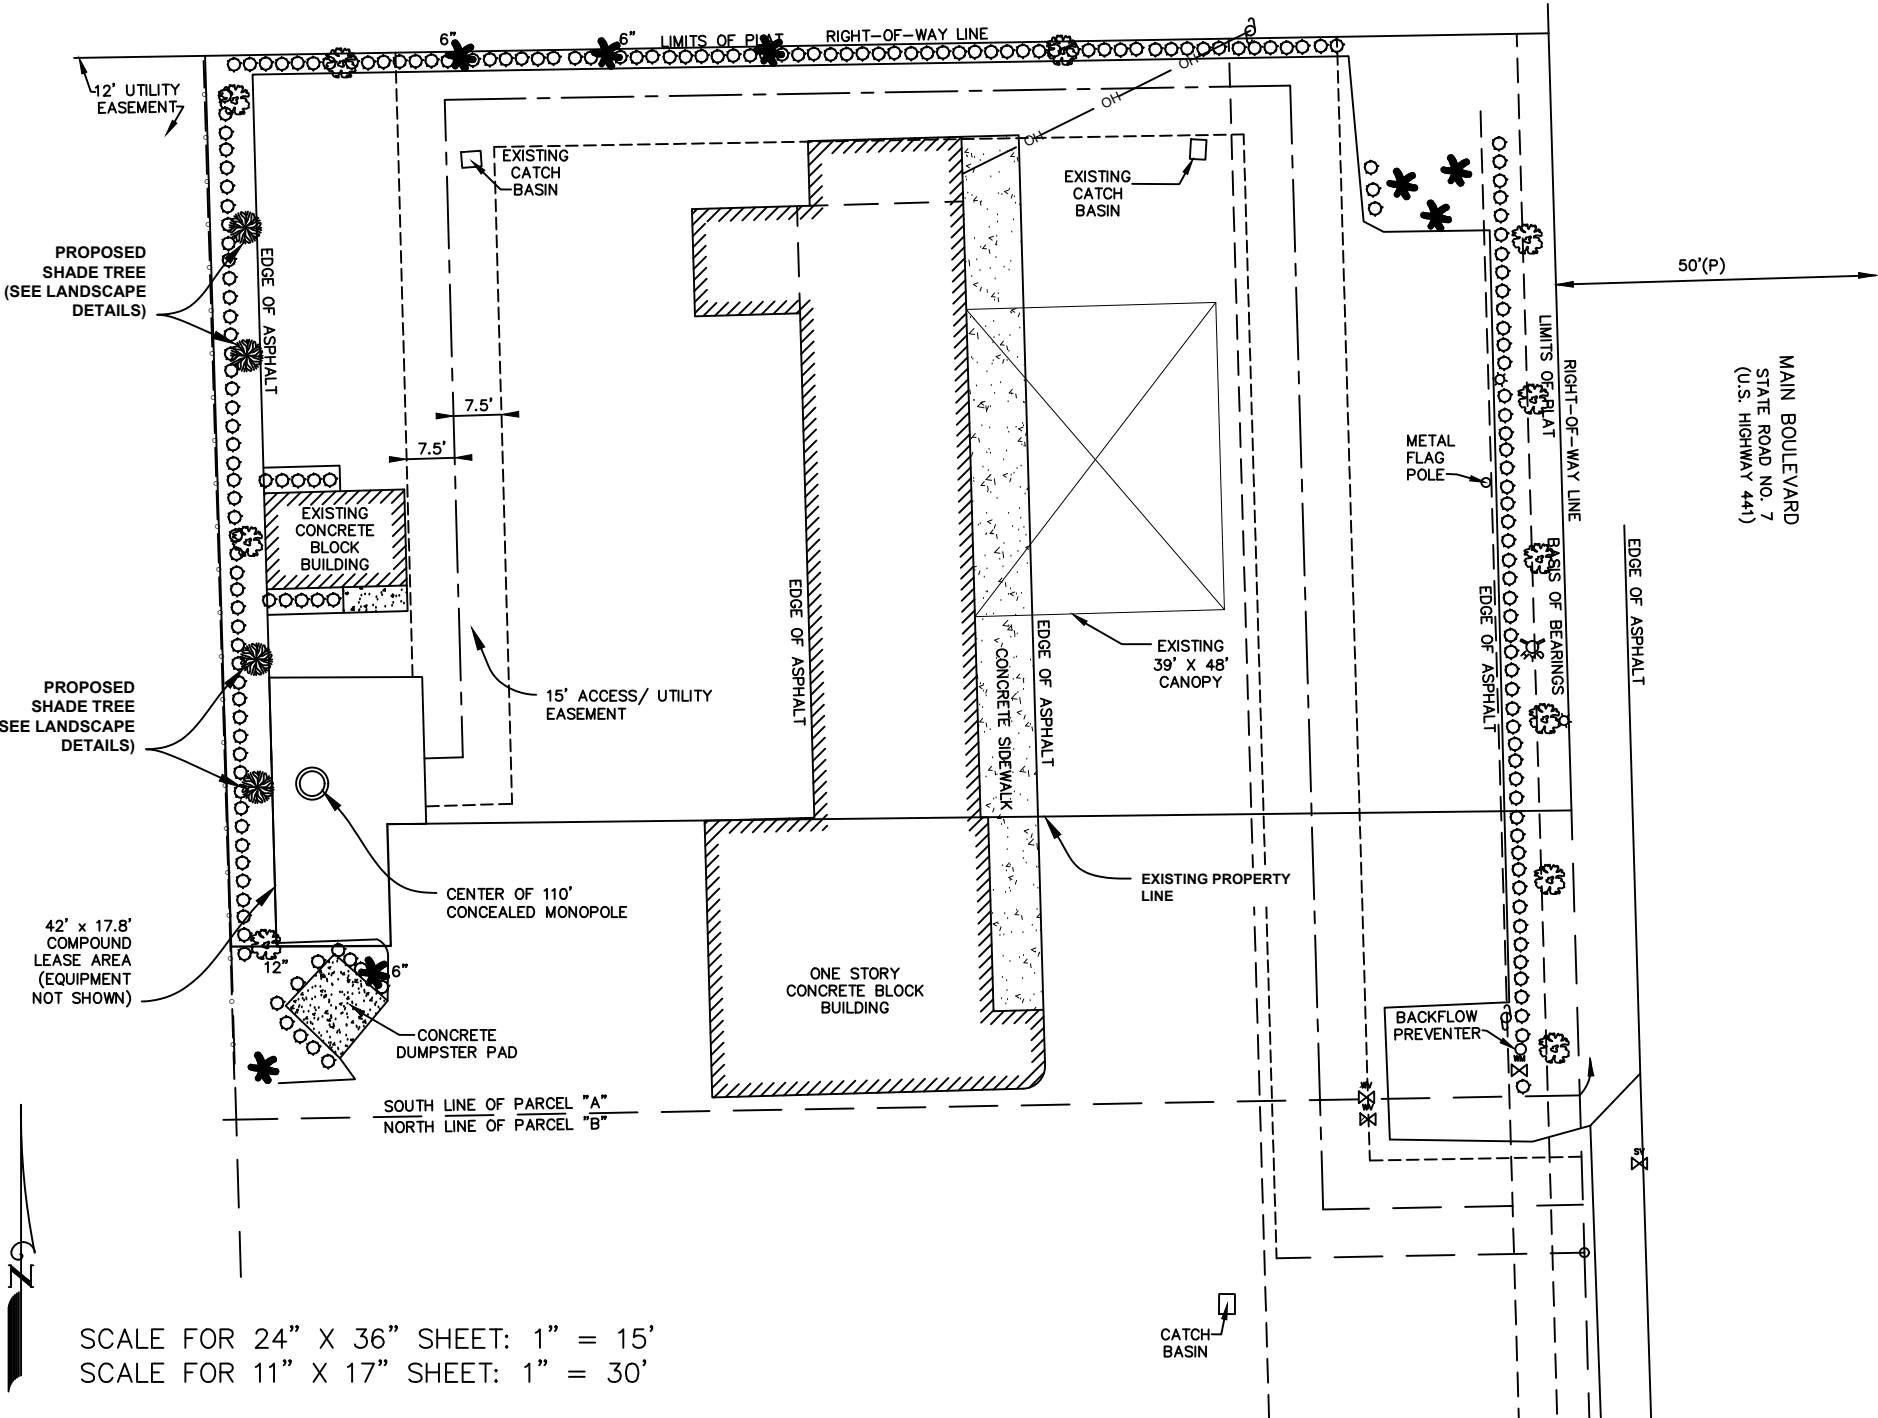 6"
6"
LIMITS OF PLAT
RIGHT-OF-WAY LINE
OH
OH
OH
12' UTILITY
EASEMENT
EXISTING
CATCH
BASIN
EXISTING
CATCH
BASIN
PROPOSED
SHADE TREE
(SEE LANDSCAPE
DETAILS)
EDGE OF ASPHALT
50'(P)
LIMITS OF PLAT
RIGHT-OF-WAY LINE
MAIN BOULEVARD
STATE ROAD NO. 7
(U.S. HIGHWAY 441)
7.5'
7.5'
METAL
FLAG
POLE
EXISTING
CONCRETE
BLOCK
BUILDING
BASIS OF BEARINGS
EDGE OF ASPHALT
EDGE OF ASPHALT
EDGE OF ASPHALT
EDGE OF ASPHALT
CONCRETE SIDEWALK
EXISTING
39' X 48'
CANOPY
PROPOSED
SHADE TREE
SEE LANDSCAPE
DETAILS)
15' ACCESS/ UTILITY
EASEMENT
CENTER OF 110'
CONCEALED MONOPOLE
EXISTING PROPERTY
LINE
42' x 17.8'
COMPOUND
LEASE AREA
(EQUIPMENT
NOT SHOWN)
12"
6"
ONE STORY
CONCRETE BLOCK
BUILDING
CONCRETE
DUMPSTER PAD
BACKFLOW
PREVENTER
WM
WV
WV
SV
SOUTH LINE OF PARCEL "A"
NORTH LINE OF PARCEL "B"
N
CATCH
BASIN
SCALE FOR 24" X 36" SHEET: 1" = 15'
SCALE FOR 11" X 17" SHEET: 1" = 30'